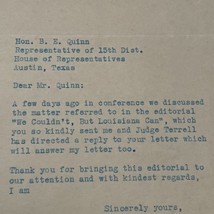 Hon. S. E. Quinn
Representative of 15th Dist.
House of Representatives
Austin, Texas
Dear Mr. Quinn:
A few days ago in conference we discussed
the matter referred to in the editorial
"We Couldn't, But Louisiana Can", which
you so kindly sent me and Judge Terrell
has directed a reply to your letter which
will answer my letter too.
Thank you for bringing this editorial to
our attention and with kindest regards,
I am
Sincerely yours,